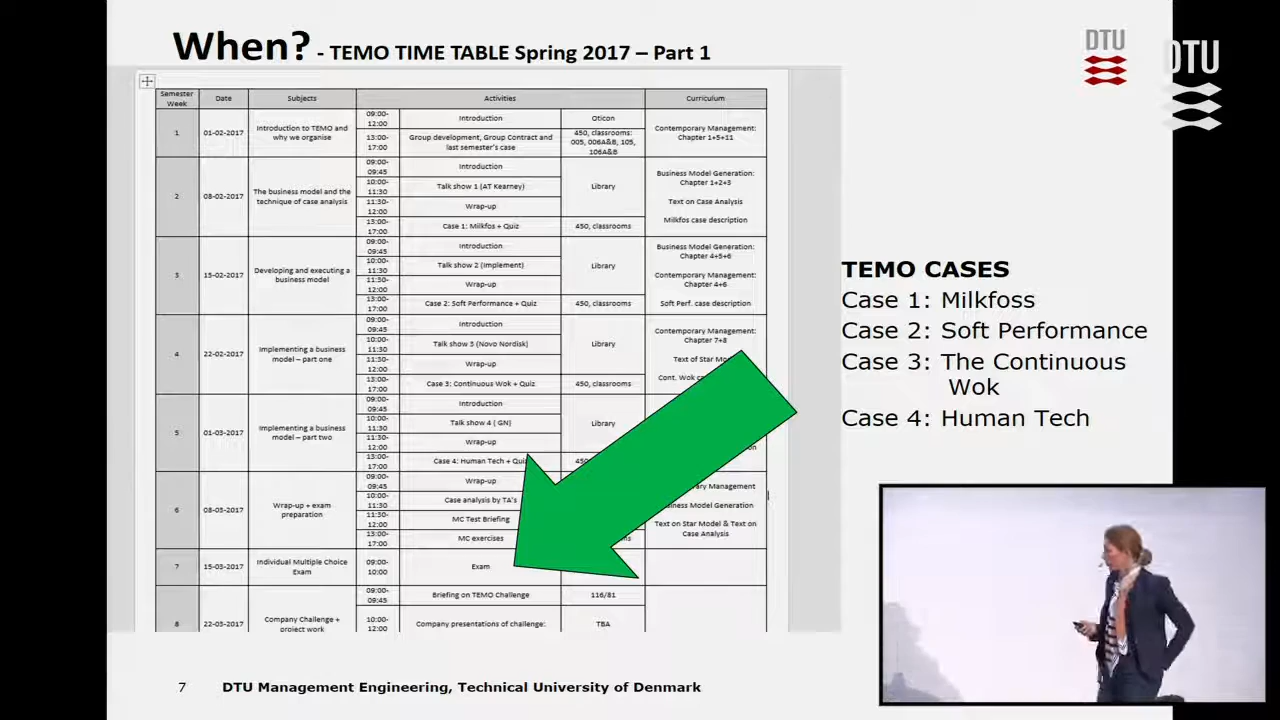 When? - TEMO TIME TABLE Spring 2017 – Part 1
DTU
DTU
Semester Week
Date
Subjects
Activities
Curriculum
1
01-02-2017
Introduction to TEMO and
why we organise
09:00-
12:00
Introduction
Oticon
13:00-
17:00
Group development, Group Contract and
last semester's case
450, classrooms:
005, 006A&B, 105,
106A&B
Contemporary Management:
Chapter 1+5+11
2
08-02-2017
The business model and the
technique of case analysis
09:00-
09:45
Introduction
10:00-
11:30
Talk show 1 (AT Kearney)
11:30-
12:00
Wrap-up
Library
13:00-
17:00
Case 1: Milkfos + Quiz
450, classrooms
Business Model Generation:
Chapter 1+2+3
Text on Case Analysis
Milkfos case description
3
15-02-2017
Developing and executing a
business model
09:00-
09:45
Introduction
10:00-
11:30
Talk show 2 (Implement)
11:30-
12:00
Wrap-up
Library
13:00-
17:00
Case 2: Soft Performance + Quiz
450, classrooms
Business Model Generation:
Chapter 4+5+6
Contemporary Management:
Chapter 4+6
Soft Perf. case description
4
22-02-2017
Implementing a business
model – part one
09:00-
09:45
Introduction
10:00-
11:30
Talk show 3 (Novo Nordisk)
11:30-
12:00
Wrap-up
Library
13:00-
17:00
Case 3: Continuous Wok + Quiz
450, classrooms
Contemporary Management:
Chapter 7+8
Text of Star
Cont. Wok
5
01-03-2017
Implementing a business
model – part two
09:00-
09:45
Introduction
10:00-
11:30
Talk show 4 ( GN)
11:30-
12:00
Wrap-up
Library
13:00-
17:00
Case 4: Human Tech +
6
08-03-2017
Wrap-up + exam
preparation
09:00-
09:45
Wrap-up
10:00-
11:30
Case analysis by TA's
11:30-
12:00
MC Test Briefing
13:00-
17:00
MC exercises
Management
Model Generation
Text on Star Model & Text on
Case Analysis
7
15-03-2017
Individual Multiple Choice
Exam
09:00-
10:00
Exam
8
22-03-2017
Company Challenge +
project work
09:00-
09:45
Briefing on TEMO Challenge
116/81
10:00-
12:00
Company presentations of challenge:
TBA
TEMO CASES
Case 1: Milkfoss
Case 2: Soft Performance
Case 3: The Continuous
Wok
Case 4: Human Tech
7
DTU Management Engineering, Technical University of Denmark